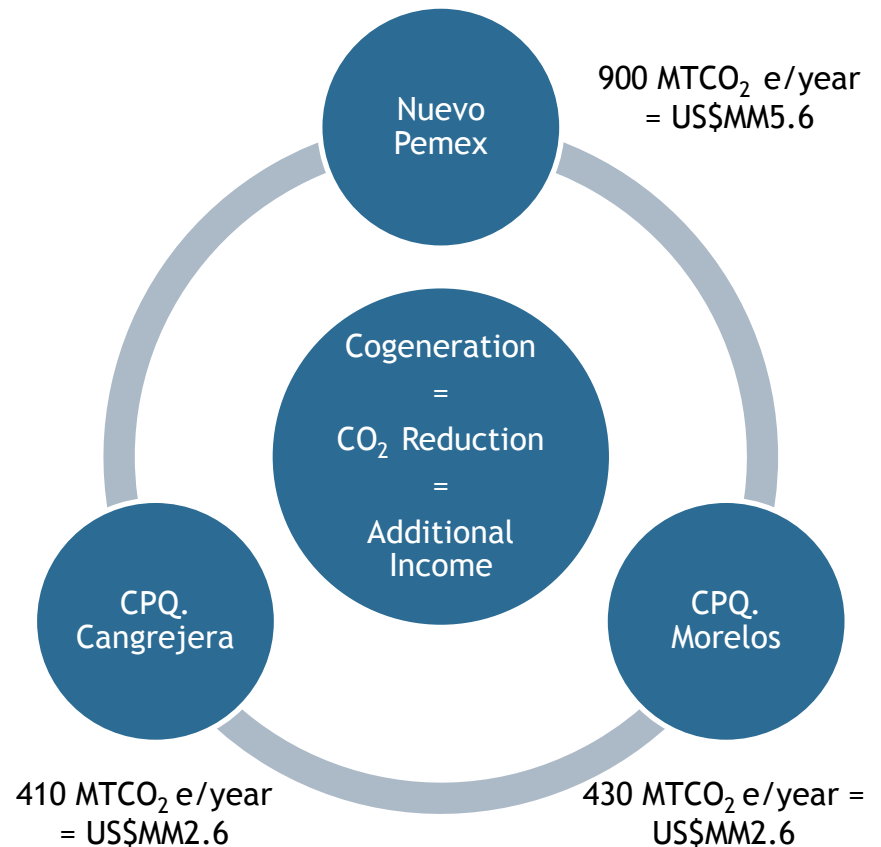 Nuevo
Pemex
900 MTCO₂ e/year
= US$MM5.6
Cogeneration
=
CO₂ Reduction
=
Additional
Income
CPQ.
Cangrejera
CPQ.
Morelos
410 MTCO₂ e/year
= US$MM2.6
430 MTCO₂ e/year =
US$MM2.6